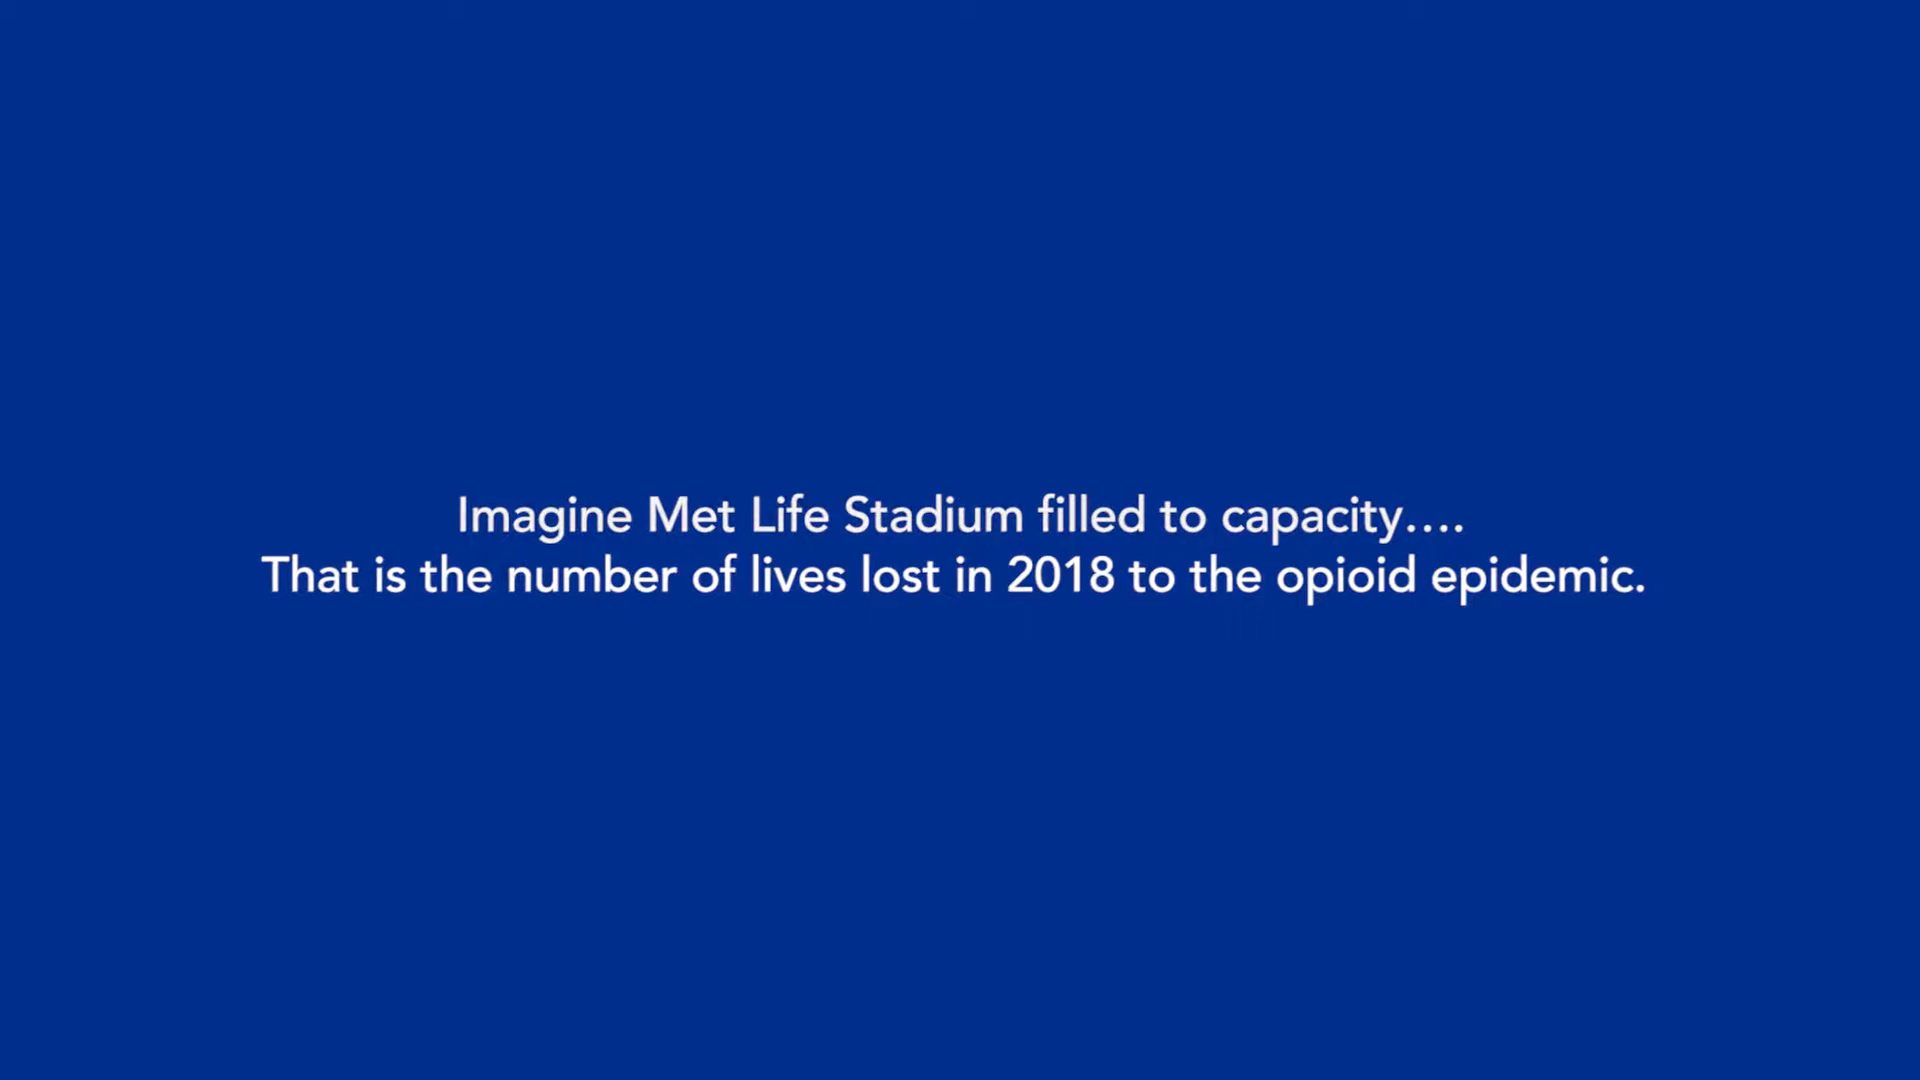 Imagine Met Life Stadium filled to capacity....
That is the number of lives lost in 2018 to the opioid epidemic.